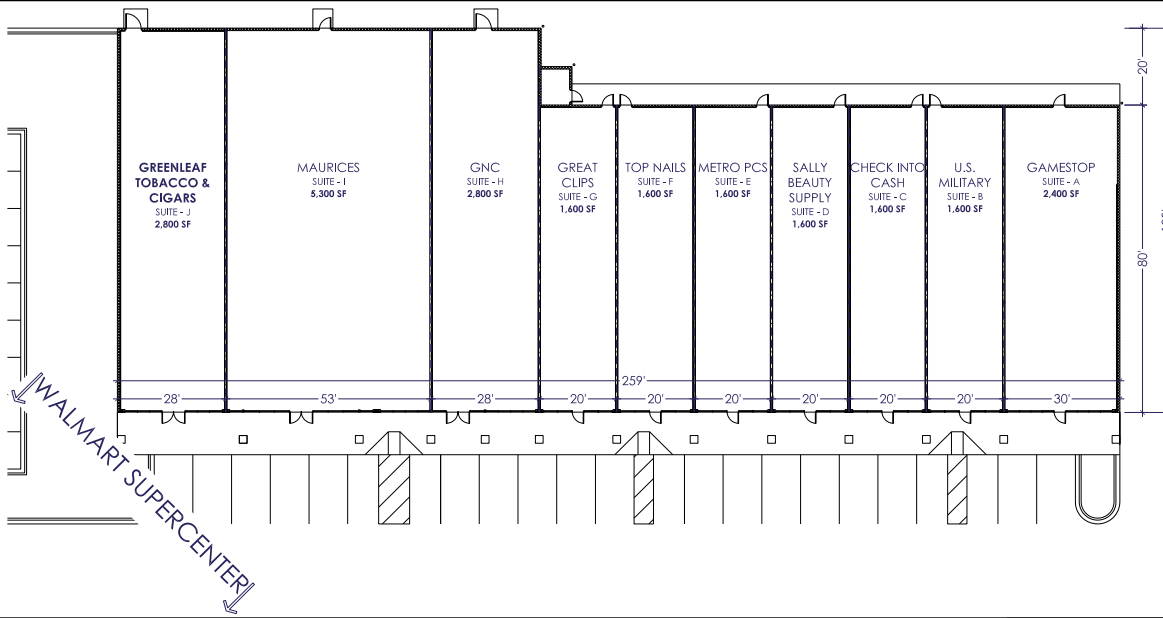 GREENLEAF
TOBACCO &
CIGARS
SUITE - J
2,800 SF
MAURICES
SUITE - I
5,300 SF
GNC
SUITE - H
2,800 SF
GREAT
CLIPS
SUITE - G
1,600 SF
TOP NAILS
SUITE - F
1,600 SF
METRO PCS
SUITE - E
1,600 SF
SALLY
BEAUTY
SUPPLY
SUITE - D
1,600 SF
CHECK INTO
CASH
SUITE - C
1,600 SF
U.S.
MILITARY
SUITE - B
1,600 SF
GAMESTOP
SUITE - A
2,400 SF
20'
80'
259'
28'
53'
28'
20'
20'
20'
20'
20'
20'
30'
WALMART SUPERCENTER